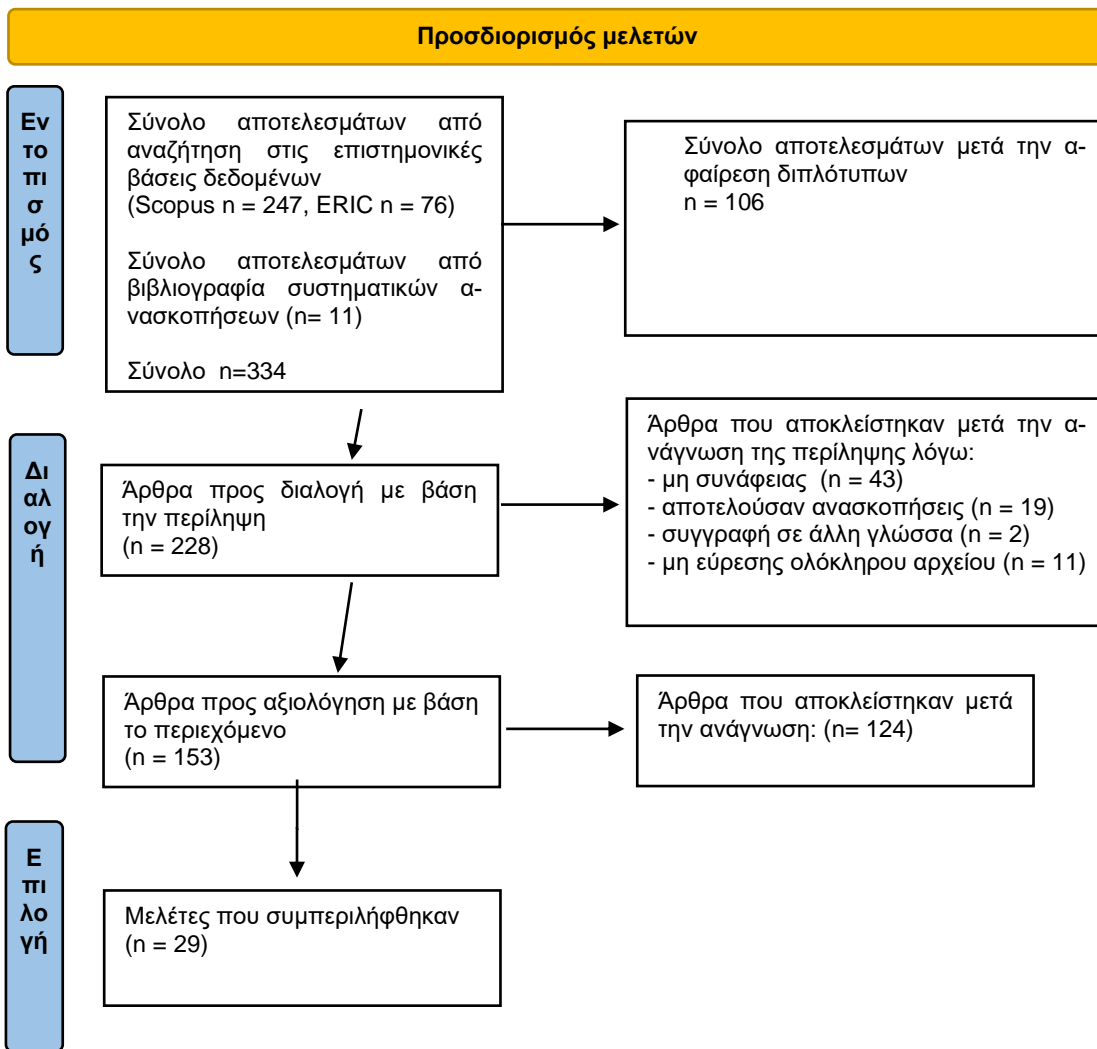 Προσδιορισμός μελετών
Εν
το
πι
σ
μό
ς
Σύνολο αποτελεσμάτων από
αναζήτηση στις επιστημονικές
βάσεις δεδομένων
(Scopus n = 247, ERIC n = 76)
Σύνολο αποτελεσμάτων από
βιβλιογραφία συστηματικών α-
νασκοπήσεων (n= 11)
Σύνολο n=334
Σύνολο αποτελεσμάτων μετά την α-
φαίρεση διπλότυπων
n = 106
Δι
αλ
ογ
ή
Άρθρα προς διαλογή με βάση
την περίληψη
(n = 228)
Άρθρα που αποκλείστηκαν μετά την α-
νάγνωση της περίληψης λόγω:
- μη συνάφειας (n = 43)
- αποτελούσαν ανασκοπήσεις (n = 19)
- συγγραφή σε άλλη γλώσσα (n = 2)
- μη εύρεσης ολόκληρου αρχείου (n = 11)
Άρθρα προς αξιολόγηση με βάση
το περιεχόμενο
(n = 153)
Άρθρα που αποκλείστηκαν μετά
την ανάγνωση: (n= 124)
Ε
πι
λο
γή
Μελέτες που συμπεριλήφθηκαν
(n = 29)